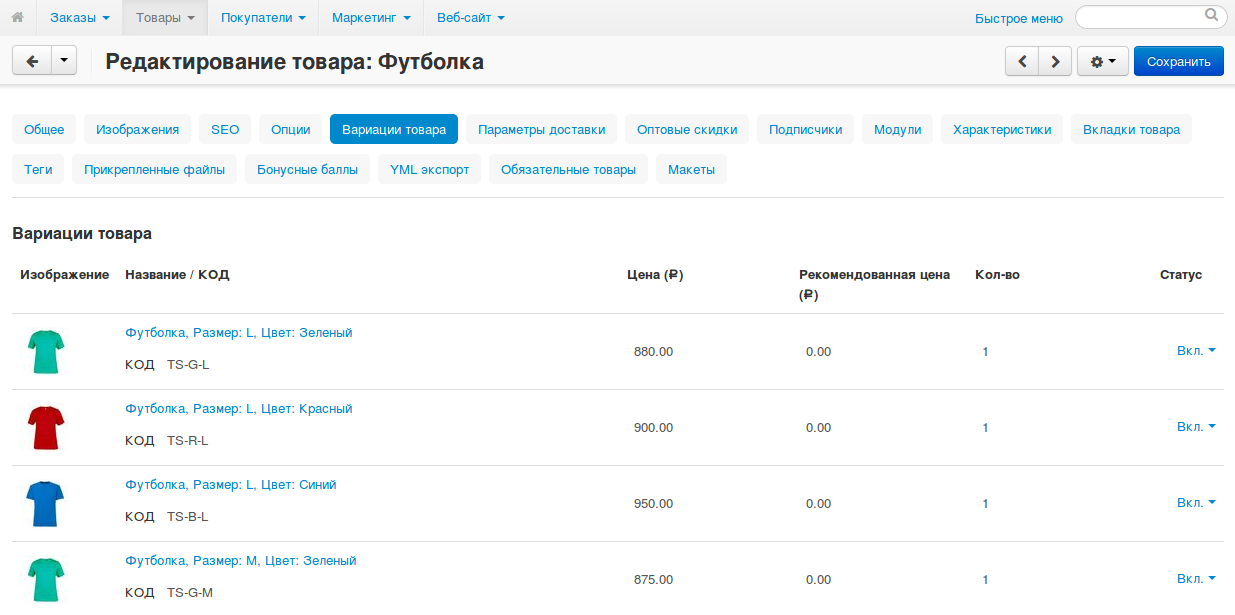 Заказы Товары Покупатели Маркетинг Веб-сайт Быстрое меню
Редактирование товара: Футболка Сохранить
Общее Изображения SEO Опции Вариации товара Параметры доставки Оптовые скидки Подписчики Модули Характеристики Вкладки товара
Теги Прикрепленные файлы Бонусные баллы YML экспорт Обязательные товары Макеты
Вариации товара
Изображение Название / КОД Цена (₽) Рекомендованная цена Кол-во Статус
(₽)
Футболка, Размер: L, Цвет: Зеленый
880.00 0.00 1 Вкл.
КОД TS-G-L
Футболка, Размер: L, Цвет: Красный
900.00 0.00 1 Вкл.
КОД TS-R-L
Футболка, Размер: L, Цвет: Синий
950.00 0.00 1 Вкл.
КОД TS-B-L
Футболка, Размер: M, Цвет: Зеленый
875.00 0.00 1 Вкл.
КОД TS-G-M